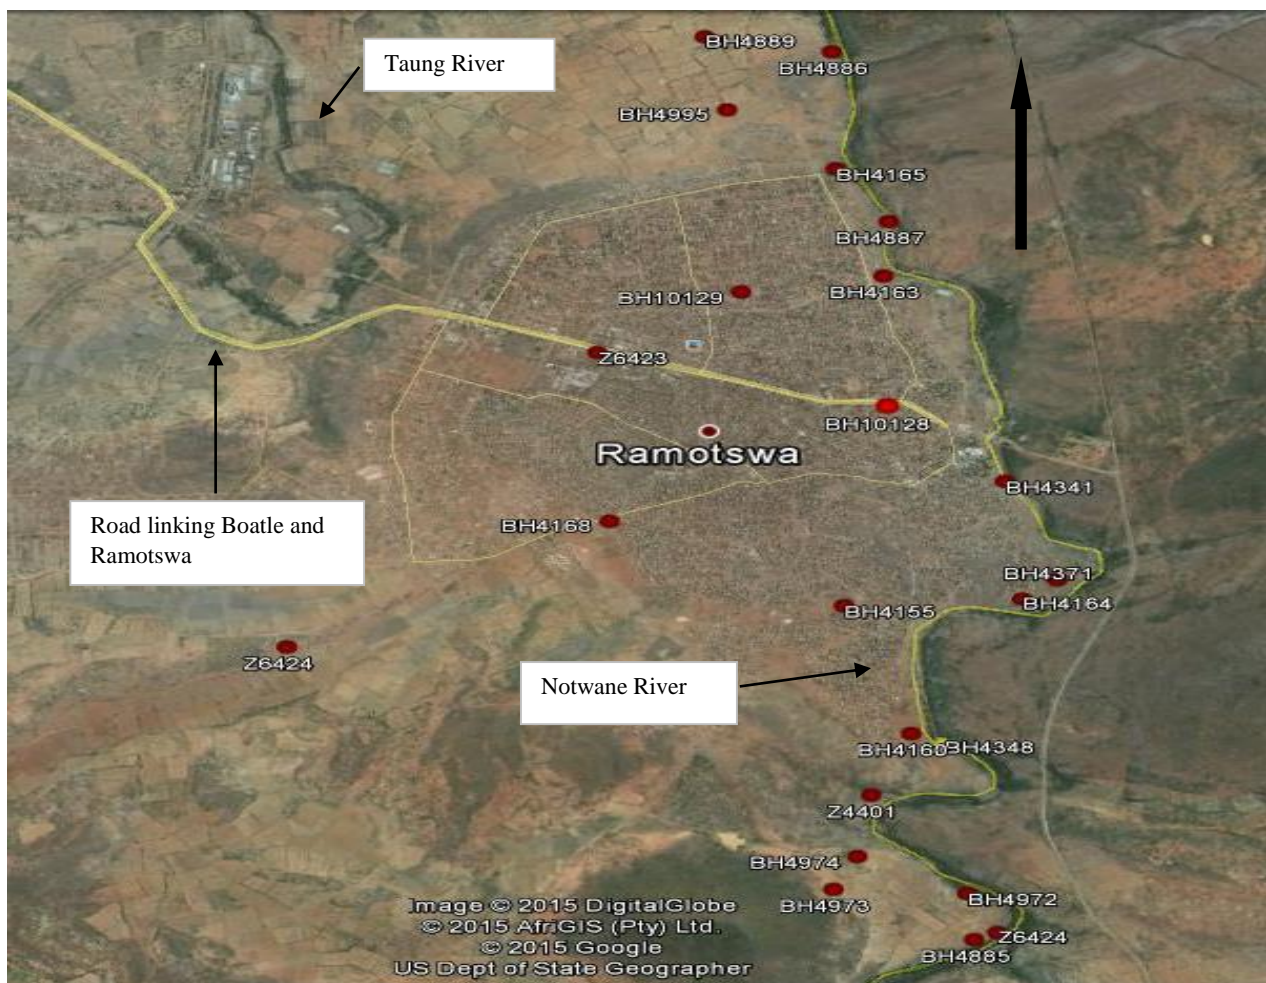 BH4889
Taung River
BH4886
BH4995
BH4165
BH4887
BH10129
BH4163
Z6423
BH10128
Ramotswa
BH4341
Road linking Boatle and
Ramotswa
BH4168
BH4371
BH4164
BH4155
Z6424
Notwane River
BH4160
BH4348
Z4401
BH4974
BH4972
BH4973
Image © 2015 DigitalGlobe
© 2015 AfriGIS (Pty) Ltd.
© 2015 Google
US Dept of State Geographer
Z6424
BH4885